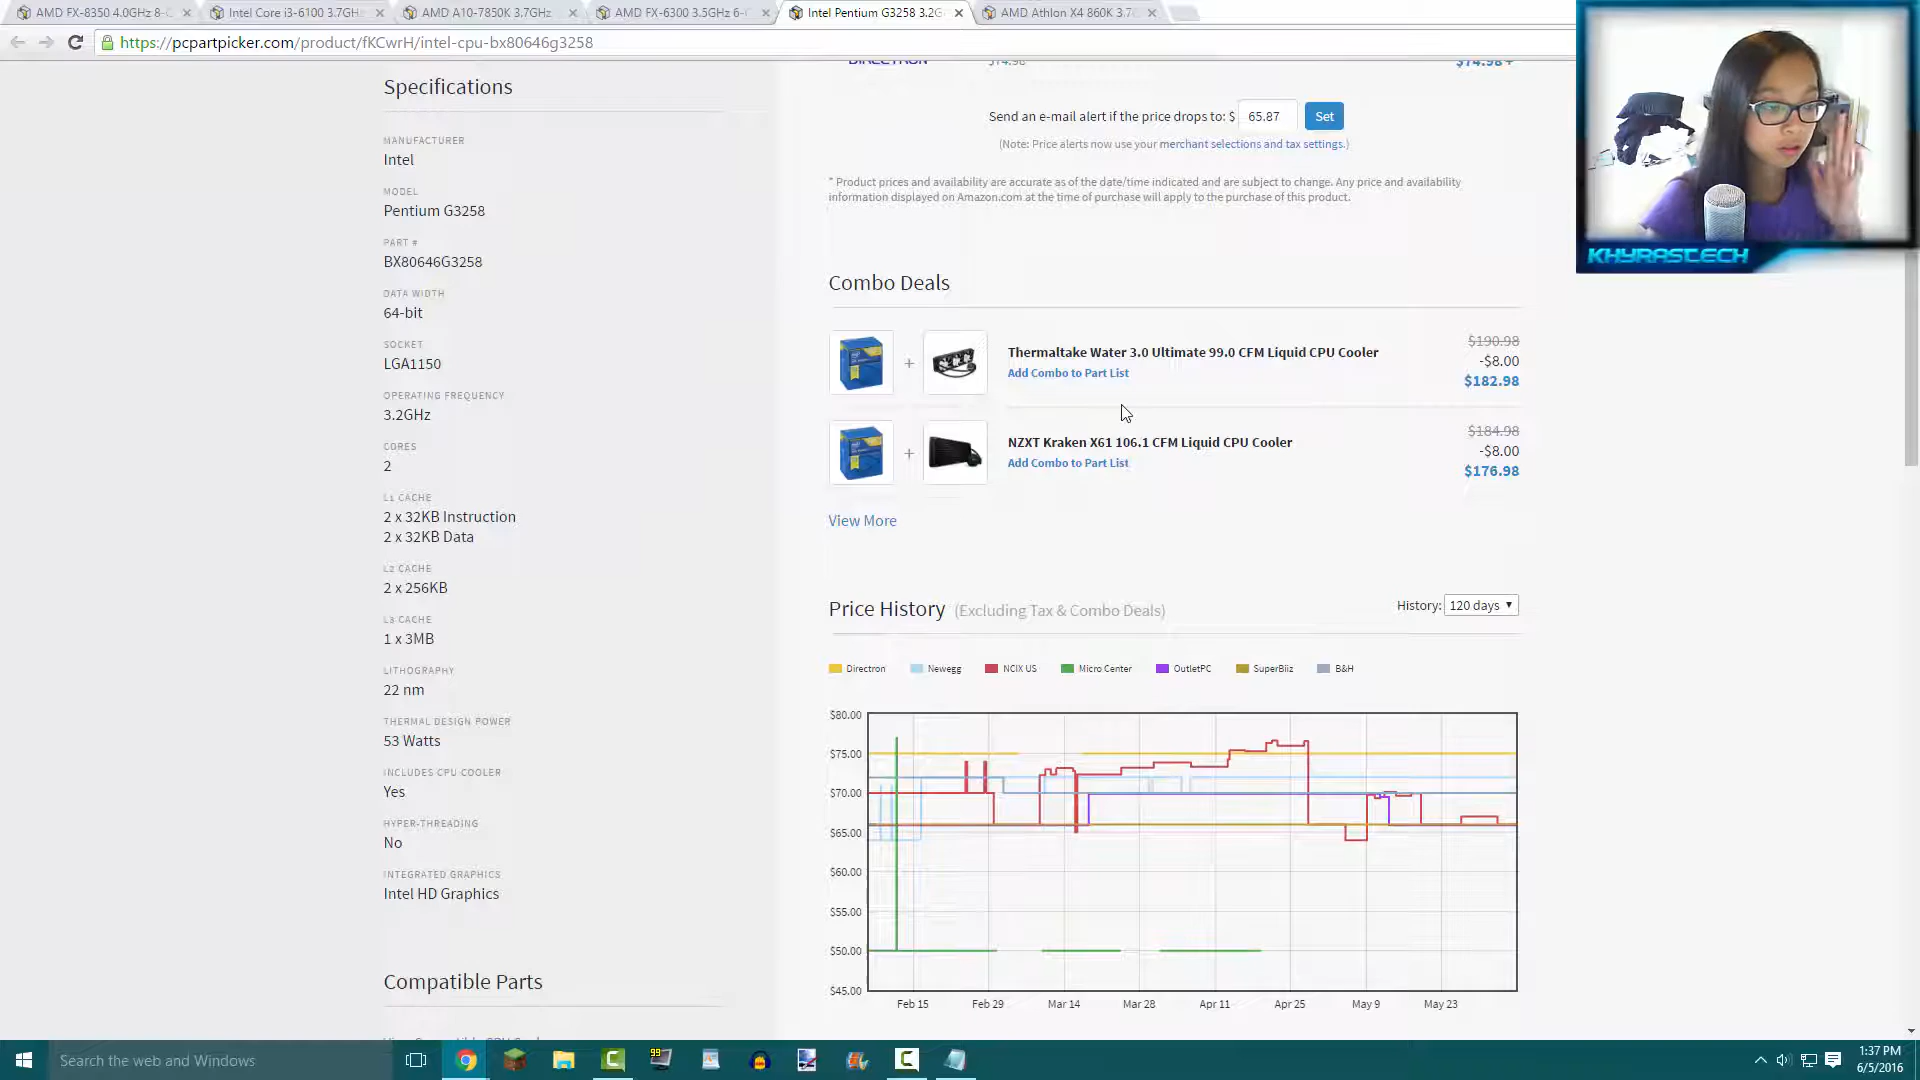 AMD FX-8350 4.0GHz 8-C
Intel Core i3-6100 3.7GHz
AMD A10-7850K 3.7GHz
AMD FX-6300 3.5GHz 6-
Intel Pentium G3258 3.2G
AMD Athlon X4 860K 3.7
https://pcpartpicker.com/product/fKCwrH/intel-cpu-bx80646g3258
Specifications
MANUFACTURER
Intel
MODEL
Pentium G3258
PART #
BX80646G3258
DATA WIDTH
64-bit
SOCKET
LGA1150
OPERATING FREQUENCY
3.2GHz
CORES
2
L1 CACHE
2 x 32KB Instruction
2 x 32KB Data
L2 CACHE
2 x 256KB
L3 CACHE
1 x 3MB
LITHOGRAPHY
22 nm
THERMAL DESIGN POWER
53 Watts
INCLUDES CPU COOLER
Yes
HYPER-THREADING
No
INTEGRATED GRAPHICS
Intel HD Graphics
Compatible Parts
DIRECTRON $74.98 $74.98+
Send an e-mail alert if the price drops to: $ 65.87 Set
(Note: Price alerts now use your merchant selections and tax settings.)
* Product prices and availability are accurate as of the date/time indicated and are subject to change. Any price and availability
information displayed on Amazon.com at the time of purchase will apply to the purchase of this product.
Combo Deals
+
Thermaltake Water 3.0 Ultimate 99.0 CFM Liquid CPU Cooler
Add Combo to Part List
$190.98
-$8.00
$182.98
+
NZXT Kraken X61 106.1 CFM Liquid CPU Cooler
Add Combo to Part List
$184.98
-$8.00
$176.98
View More
Price History (Excluding Tax & Combo Deals)
History: 120 days
Directron Newegg NCIX US Micro Center OutletPC SuperBiiz B&H
$80.00
$75.00
$70.00
$65.00
$60.00
$55.00
$50.00
$45.00
Feb 15 Feb 29 Mar 14 Mar 28 Apr 11 Apr 25 May 9 May 23
KHYRASTECH
Search the web and Windows
99
1:37 PM
6/5/2016